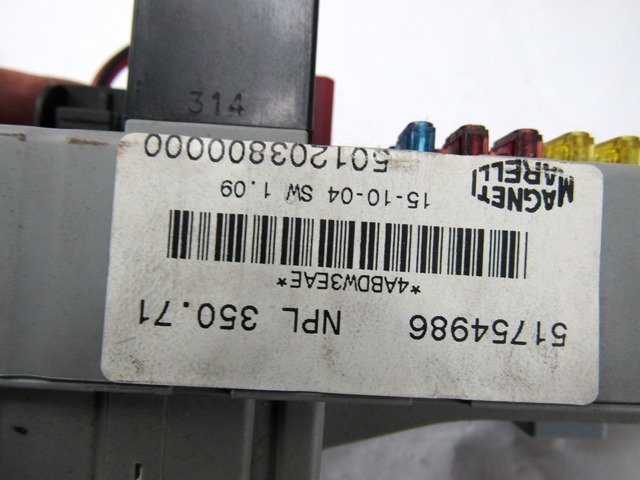 314
51754986 NPL 350.71
*4ABDW3EAE*
15-10-04 SW 1.09
MAGNETI
MARELLI
501203800000